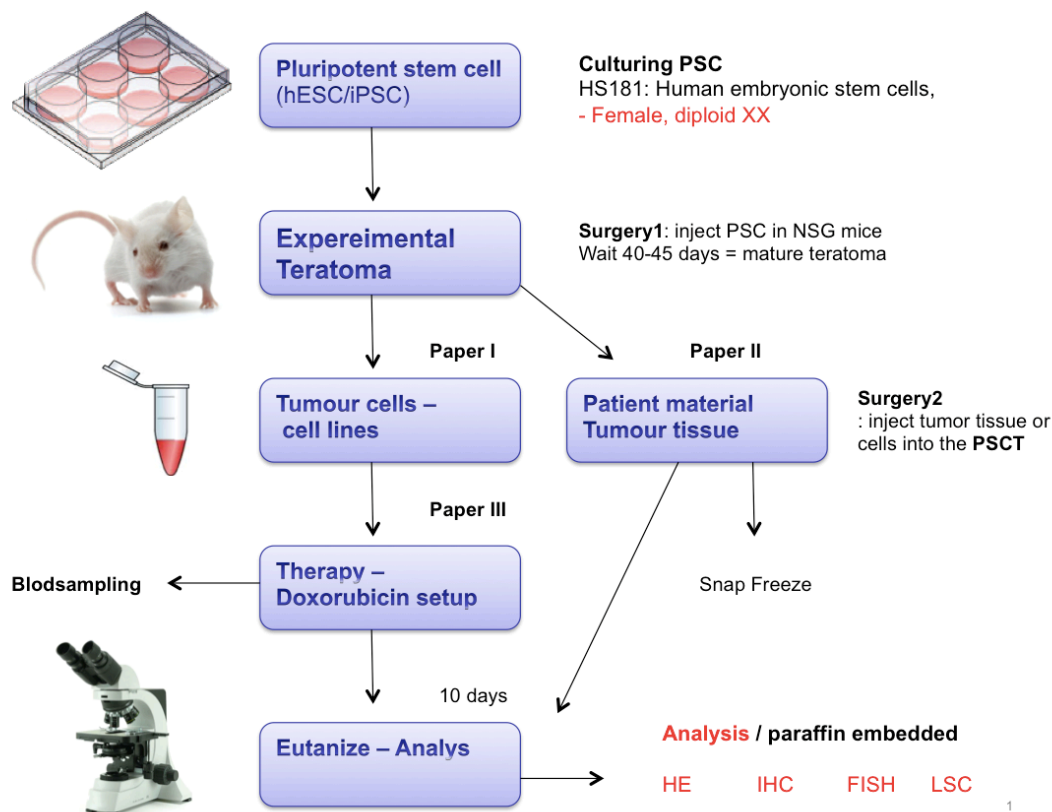 Pluripotent stem cell
(hESC/iPSC)
Culturing PSC
HS181: Human embryonic stem cells,
- Female, diploid XX
Expereimental
Teratoma
Surgery1: inject PSC in NSG mice
Wait 40-45 days = mature teratoma
Paper I
Paper II
Tumour cells –
cell lines
Patient material
Tumour tissue
Surgery2
: inject tumor tissue or
cells into the PSCT
Paper III
Blodsampling
Therapy –
Doxorubicin setup
Snap Freeze
10 days
Eutanize – Analys
Analysis / paraffin embedded
HE IHC FISH LSC
1